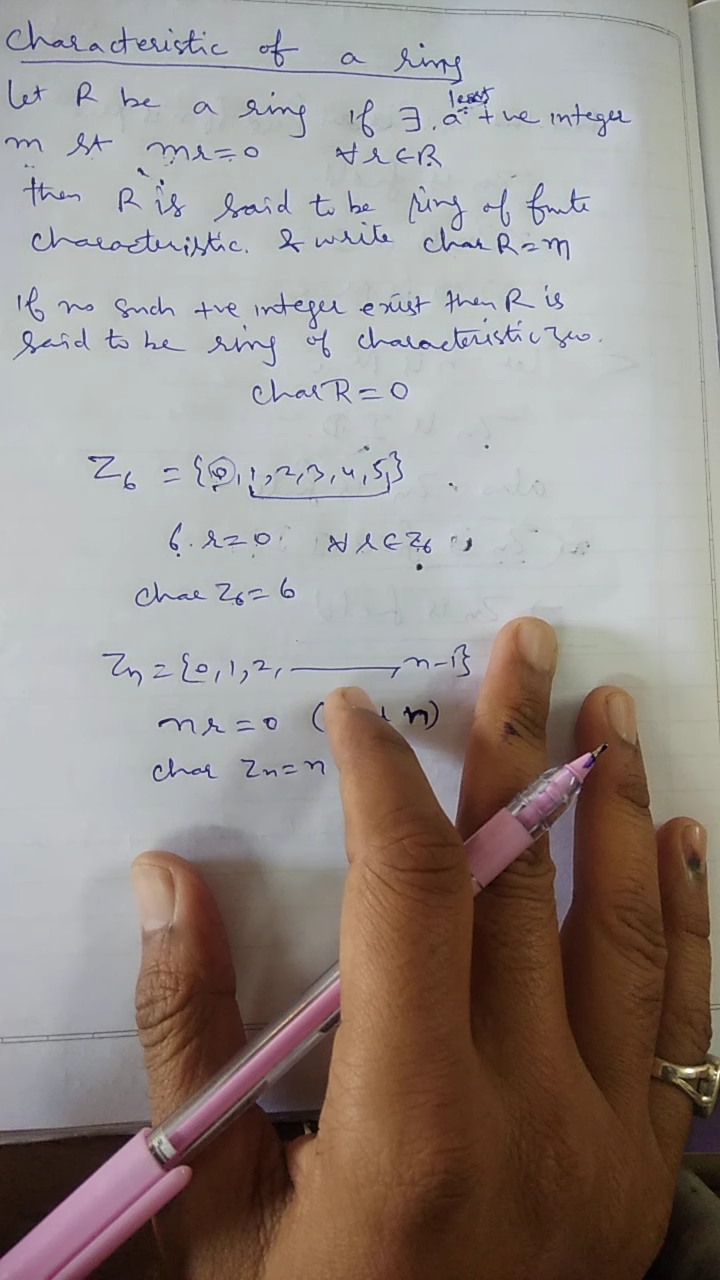 Characteristic of a ring
Let R be a ring if ∃ a least +ve integer
m st mr=0 ∀ r∈R
then R is said to be ring of finite
characteristic. & write char R=m
If no such +ve integer exist then R is
said to be ring of characteristic zero.
char R=0
Z₆ = {0,1,2,3,4,5}
6.r=0 ∀ r∈Z₆
char Z₆=6
Zₙ={0,1,2,———,n-1}
nr=0 ( n)
char Zₙ=n